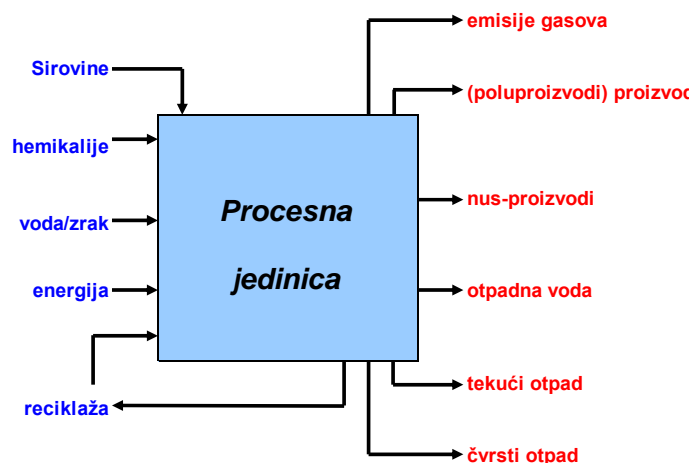 Sirovine
hemikalije
voda/zrak
energija
reciklaža
Procesna
jedinica
emisije gasova
(poluproizvodi) proizvod
nus-proizvodi
otpadna voda
tekući otpad
čvrsti otpad